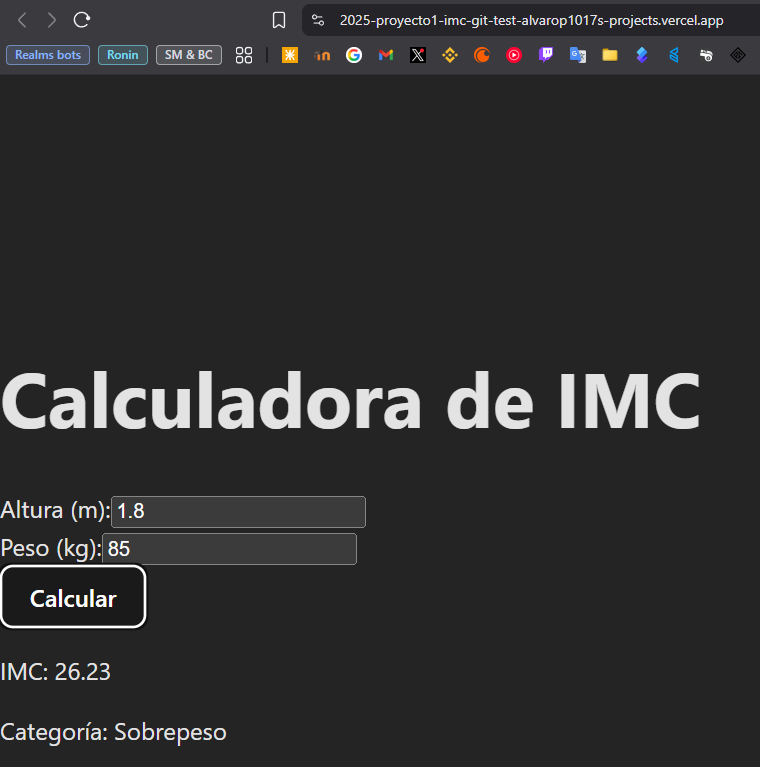 2025-proyecto1-imc-git-test-alvarop1017s-projects.vercel.app
Realms bots Ronin SM & BC
Calculadora de IMC
Altura (m): 1.8
Peso (kg): 85
Calcular
IMC: 26.23
Categoría: Sobrepeso